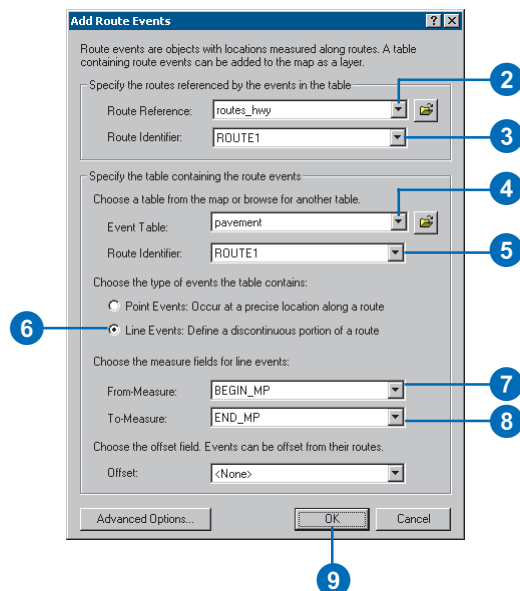 Add Route Events
Route events are objects with locations measured along routes. A table
containing route events can be added to the map as a layer.
Specify the routes referenced by the events in the table
Route Reference: routes_hwy 2
Route Identifier: ROUTE1 3
Specify the table containing the route events
Choose a table from the map or browse for another table.
4
Event Table: pavement
Route Identifier: ROUTE1 5
Choose the type of events the table contains:
Point Events: Occur at a precise location along a route
6 Line Events: Define a discontinuous portion of a route
Choose the measure fields for line events:
From-Measure: BEGIN_MP 7
To-Measure: END_MP 8
Choose the offset field. Events can be offset from their routes.
Offset: <None>
Advanced Options... OK Cancel
9